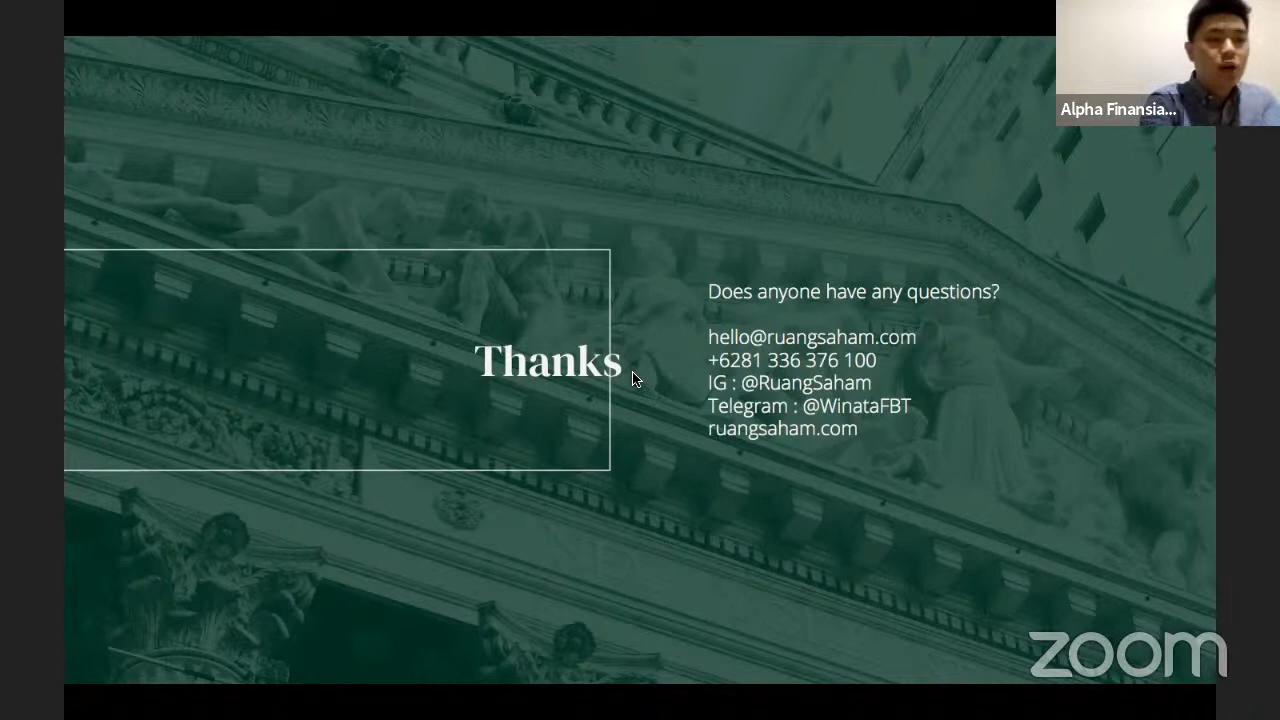 Alpha Finansia...
Thanks
Does anyone have any questions?
hello@ruangsaham.com
+6281 336 376 100
IG : @RuangSaham
Telegram : @WinataFBT
ruangsaham.com
zoom